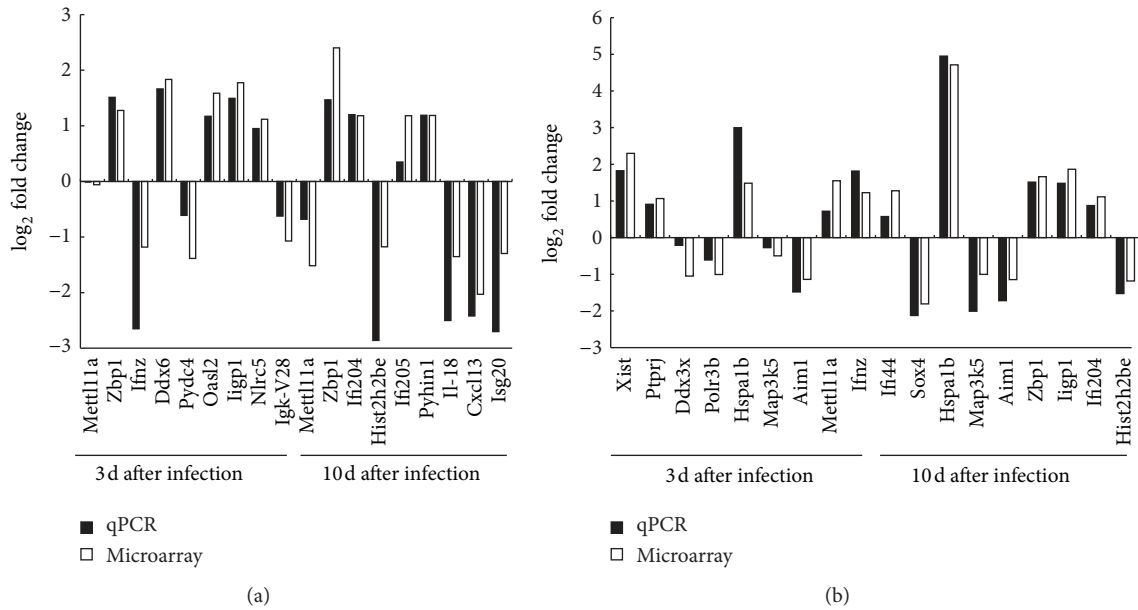 3
2
1
0
−1
−2
−3
log2 fold change
Mettl11a
Zbp1
Ifnz
Ddx6
Pydc4
Oasl2
Iigp1
Nlrc5
Igk-V28
Mettl11a
Zbp1
Ifi204
Hist2h2be
Ifi205
Pyhin1
Il-18
Cxcl13
Isg20
3 d after infection
10 d after infection
qPCR
Microarray
(a)
6
5
4
3
2
1
0
−1
−2
−3
log2 fold change
Xist
Ptprj
Ddx3x
Polr3b
Hspa1b
Map3k5
Aim1
Mettl11a
Ifnz
Ifi44
Sox4
Hspa1b
Map3k5
Aim1
Zbp1
Iigp1
Ifi204
Hist2h2be
3 d after infection
10 d after infection
qPCR
Microarray
(b)